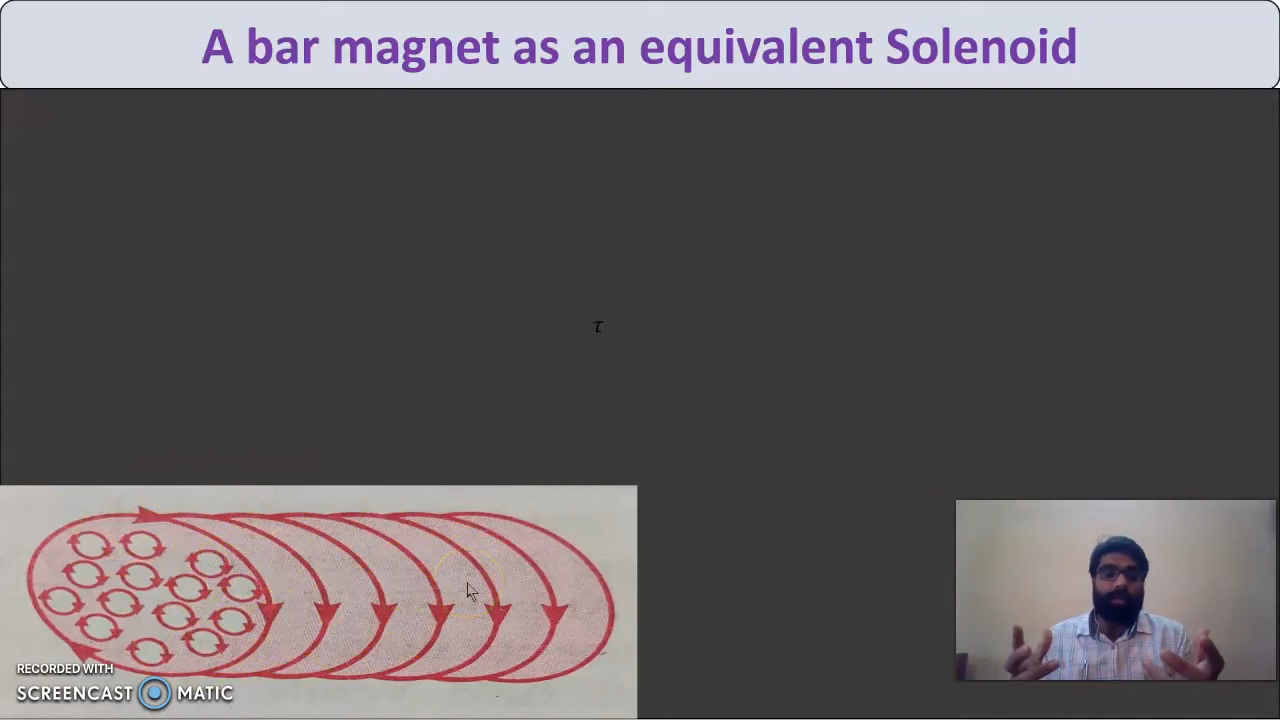 A bar magnet as an equivalent Solenoid
τ
RECORDED WITH
SCREENCAST MATIC